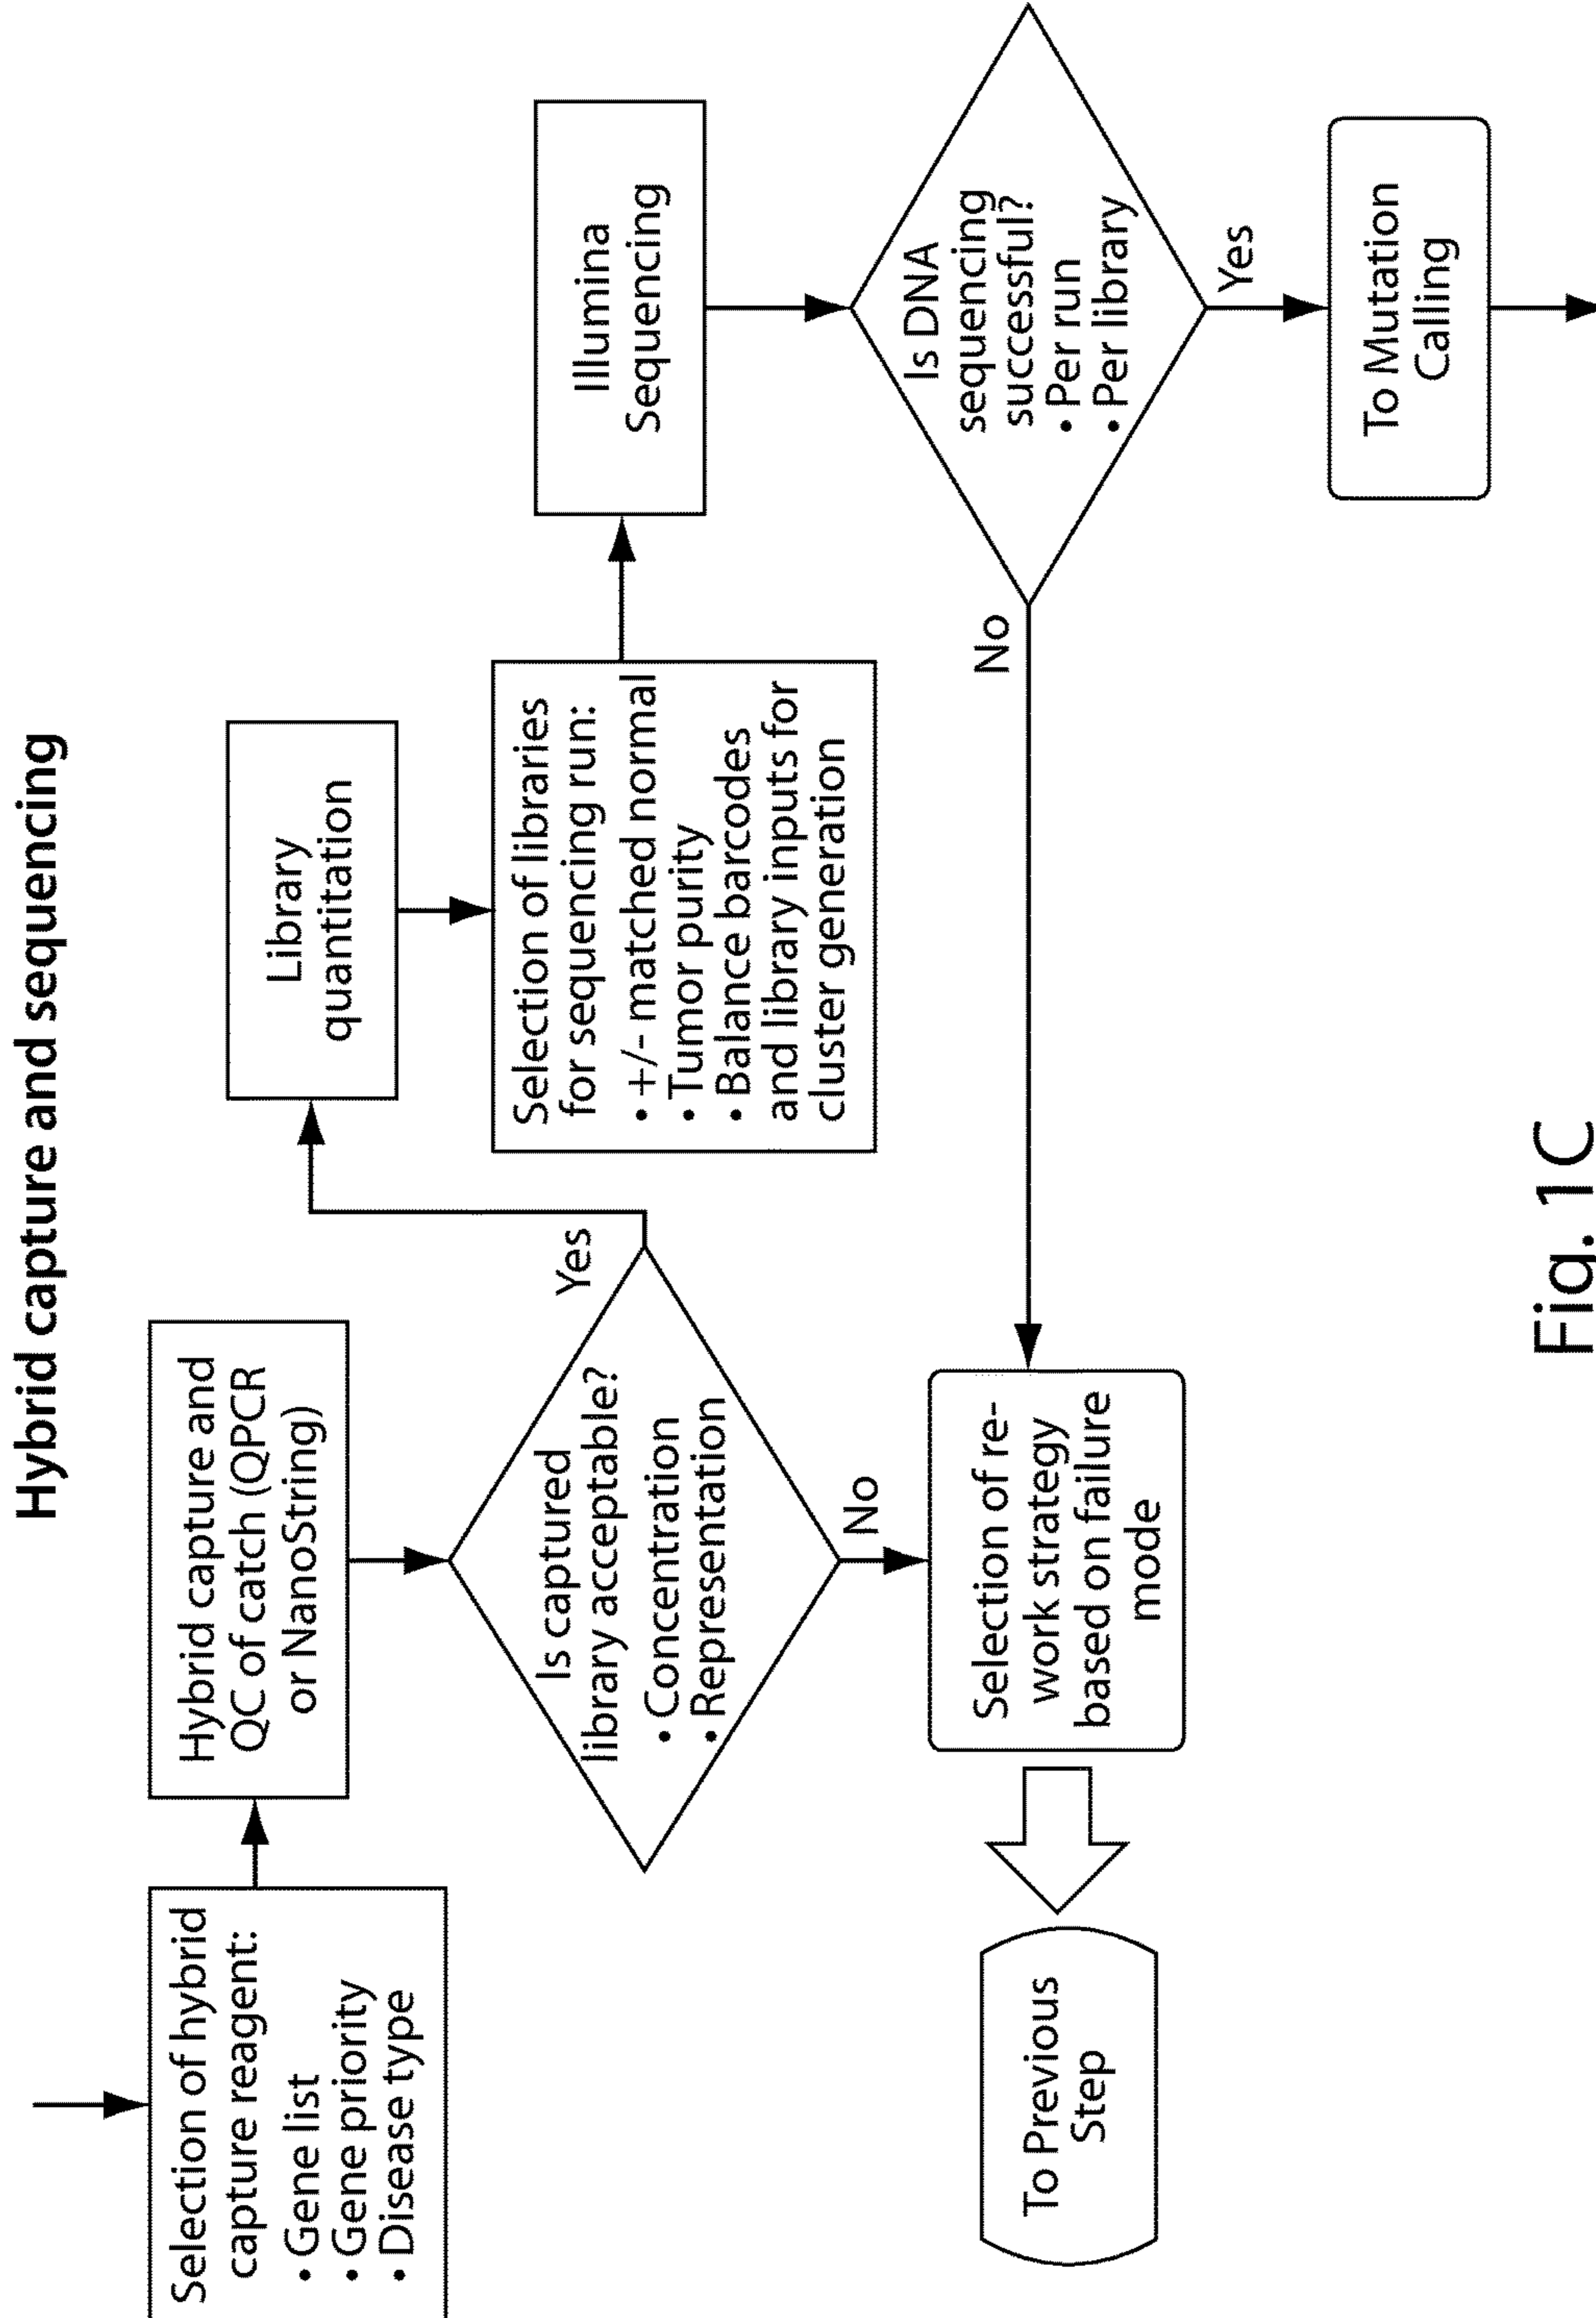 Hybrid capture and sequencing
Selection of hybrid
capture reagent:
• Gene list
• Gene priority
• Disease type
Hybrid capture and
QC of catch (QPCR
or NanoString)
Is captured
library acceptable?
• Concentration
• Representation
Yes
No
Library
quantitation
Selection of libraries
for sequencing run:
• +/- matched normal
• Tumor purity
• Balance barcodes
and library inputs for
cluster generation
Illumina
Sequencing
Is DNA
sequencing
successful?
• Per run
• Per library
No
Yes
To Mutation
Calling
Selection of re-
work strategy
based on failure
mode
To Previous
Step
Fig. 1C